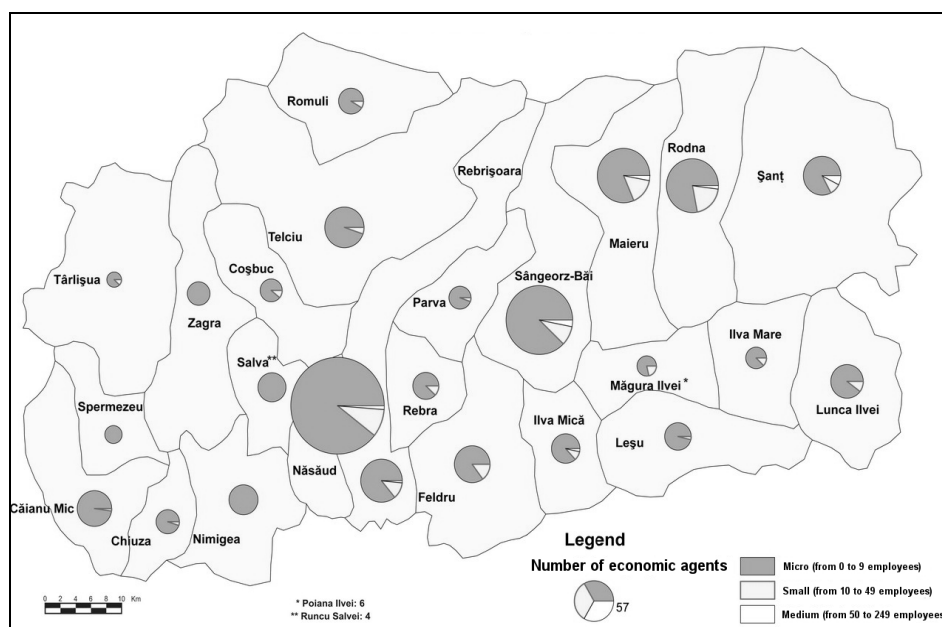 Romuli
Rodna
Rebrişoara
Şanţ
Telciu
Maieru
Coşbuc
Sângeorz-Băi
Târlişua
Parva
Zagra
Ilva Mare
Salva**
Măgura Ilvei *
Spermezeu
Rebra
Lunca Ilvei
Ilva Mică
Leşu
Năsăud
Feldru
Căianu Mic
Chiuza
Nimigea
Legend
Number of economic agents
57
Micro (from 0 to 9 employees)
Small (from 10 to 49 employees)
Medium (from 50 to 249 employees)
0 2 4 6 8 10 Km
* Poiana Ilvei: 6
** Runcu Salvei: 4